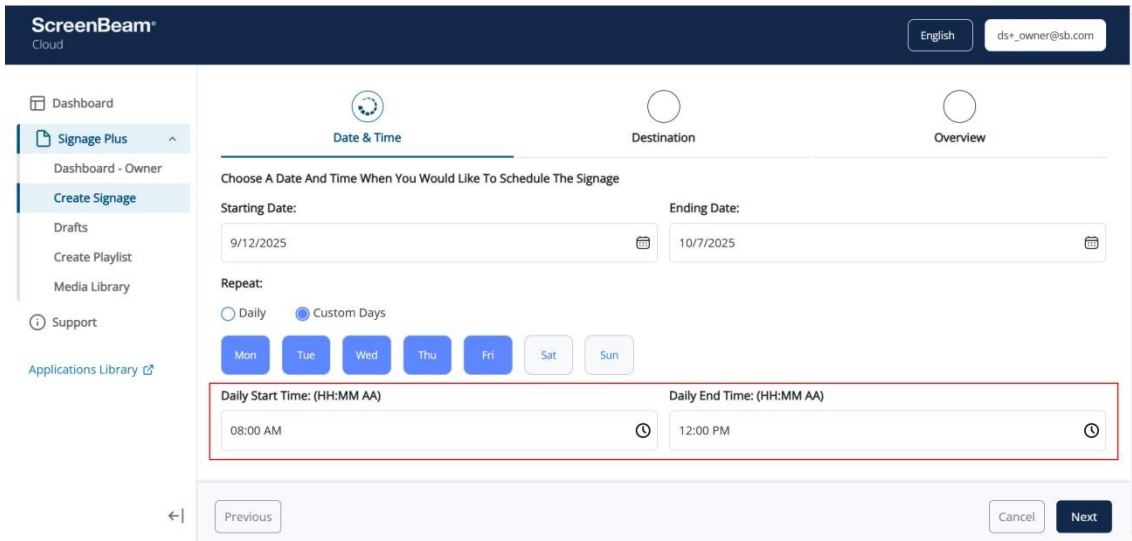 ScreenBeam®
Cloud
English
ds+_owner@sb.com
Dashboard
Signage Plus
Dashboard - Owner
Create Signage
Drafts
Create Playlist
Media Library
Support
Applications Library
Date & Time
Destination
Overview
Choose A Date And Time When You Would Like To Schedule The Signage
Starting Date:
Ending Date:
9/12/2025
10/7/2025
Repeat:
Daily
Custom Days
Mon
Tue
Wed
Thu
Fri
Sat
Sun
Daily Start Time: (HH:MM AA)
Daily End Time: (HH:MM AA)
08:00 AM
12:00 PM
Previous
Cancel
Next